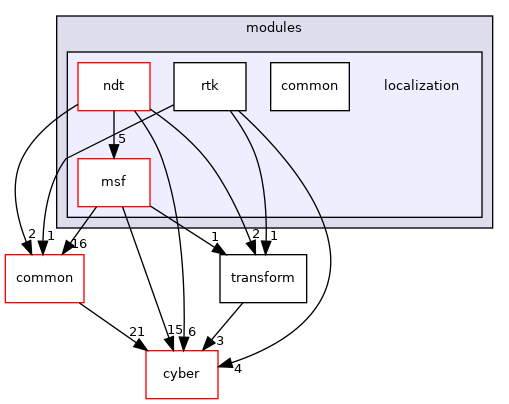 modules
ndt
rtk
common
localization
5
msf
2
1
16
1
2
1
common
transform
21
15
6
3
4
cyber